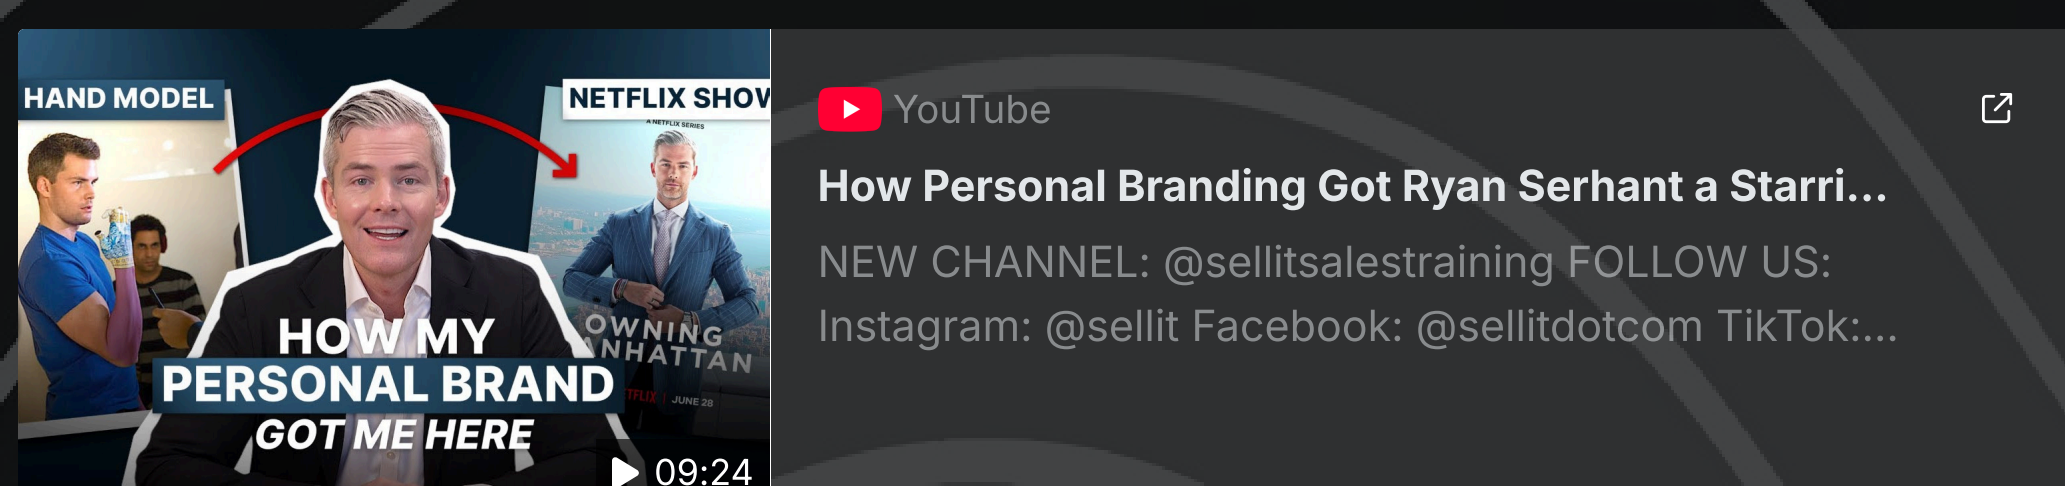 HAND MODEL
NETFLIX SHOW
A NETFLIX SERIES
OWNING
MANHATTAN
NETFLIX | JUNE 28
HOW MY
PERSONAL BRAND
GOT ME HERE
09:24
YouTube
How Personal Branding Got Ryan Serhant a Starri...
NEW CHANNEL: @sellitsalestraining FOLLOW US:
Instagram: @sellit Facebook: @sellitdotcom TikTok:...